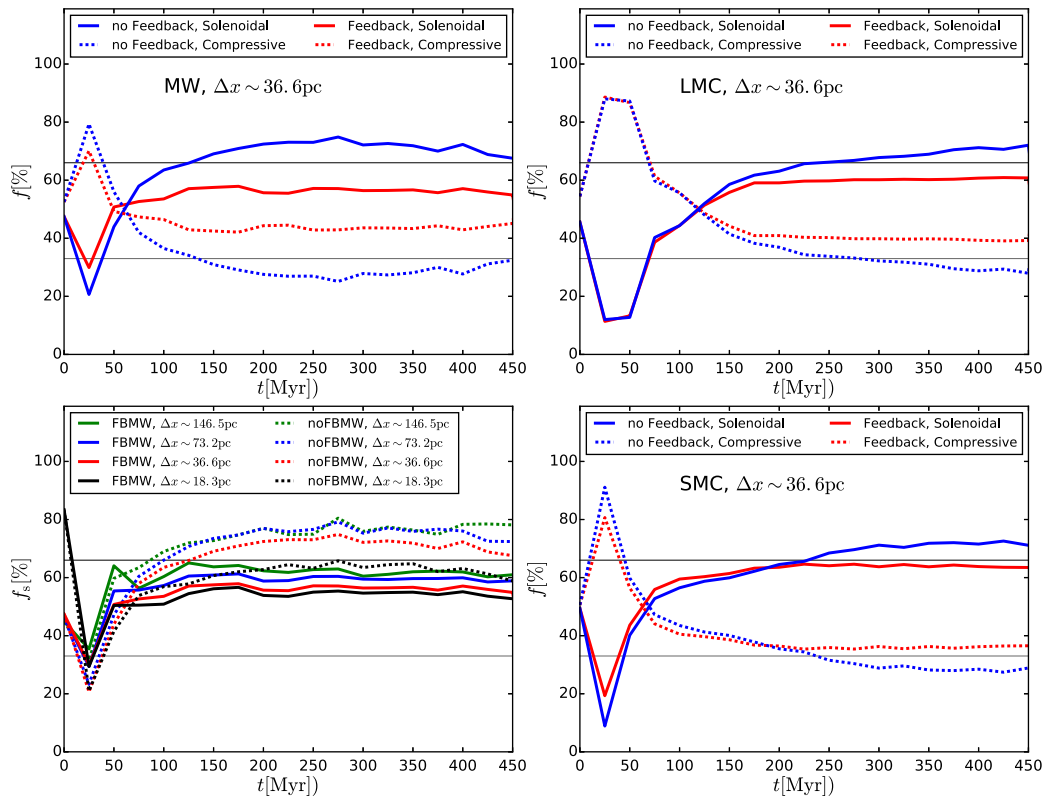 no Feedback, Solenoidal
Feedback, Solenoidal
no Feedback, Compressive
Feedback, Compressive
MW, Δx ∼ 36.6pc
f[%]
100
80
60
40
20
0
0 50 100 150 200 250 300 350 400 450
t[Myr])
no Feedback, Solenoidal
Feedback, Solenoidal
no Feedback, Compressive
Feedback, Compressive
LMC, Δx ∼ 36.6pc
f[%]
100
80
60
40
20
0
0 50 100 150 200 250 300 350 400 450
t[Myr])
FBMW, Δx ∼ 146.5pc
noFBMW, Δx ∼ 146.5pc
FBMW, Δx ∼ 73.2pc
noFBMW, Δx ∼ 73.2pc
FBMW, Δx ∼ 36.6pc
noFBMW, Δx ∼ 36.6pc
FBMW, Δx ∼ 18.3pc
noFBMW, Δx ∼ 18.3pc
fs[%]
100
80
60
40
20
0
0 50 100 150 200 250 300 350 400 450
t[Myr])
no Feedback, Solenoidal
Feedback, Solenoidal
no Feedback, Compressive
Feedback, Compressive
SMC, Δx ∼ 36.6pc
f[%]
100
80
60
40
20
0
0 50 100 150 200 250 300 350 400 450
t[Myr])